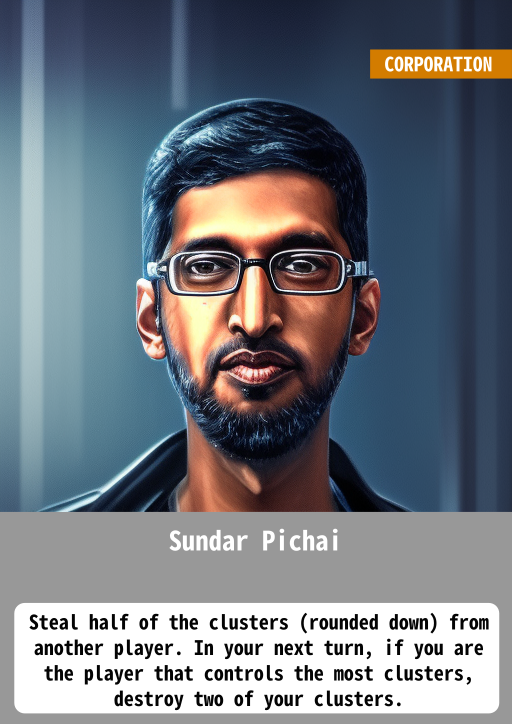 CORPORATION
Sundar Pichai
Steal half of the clusters (rounded down) from
another player. In your next turn, if you are
the player that controls the most clusters,
destroy two of your clusters.